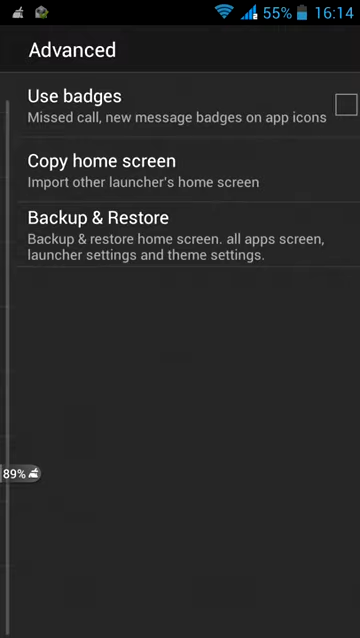 55% 16:14
Advanced
Use badges
Missed call, new message badges on app icons
Copy home screen
Import other launcher's home screen
Backup & Restore
Backup & restore home screen. all apps screen,
launcher settings and theme settings.
89%